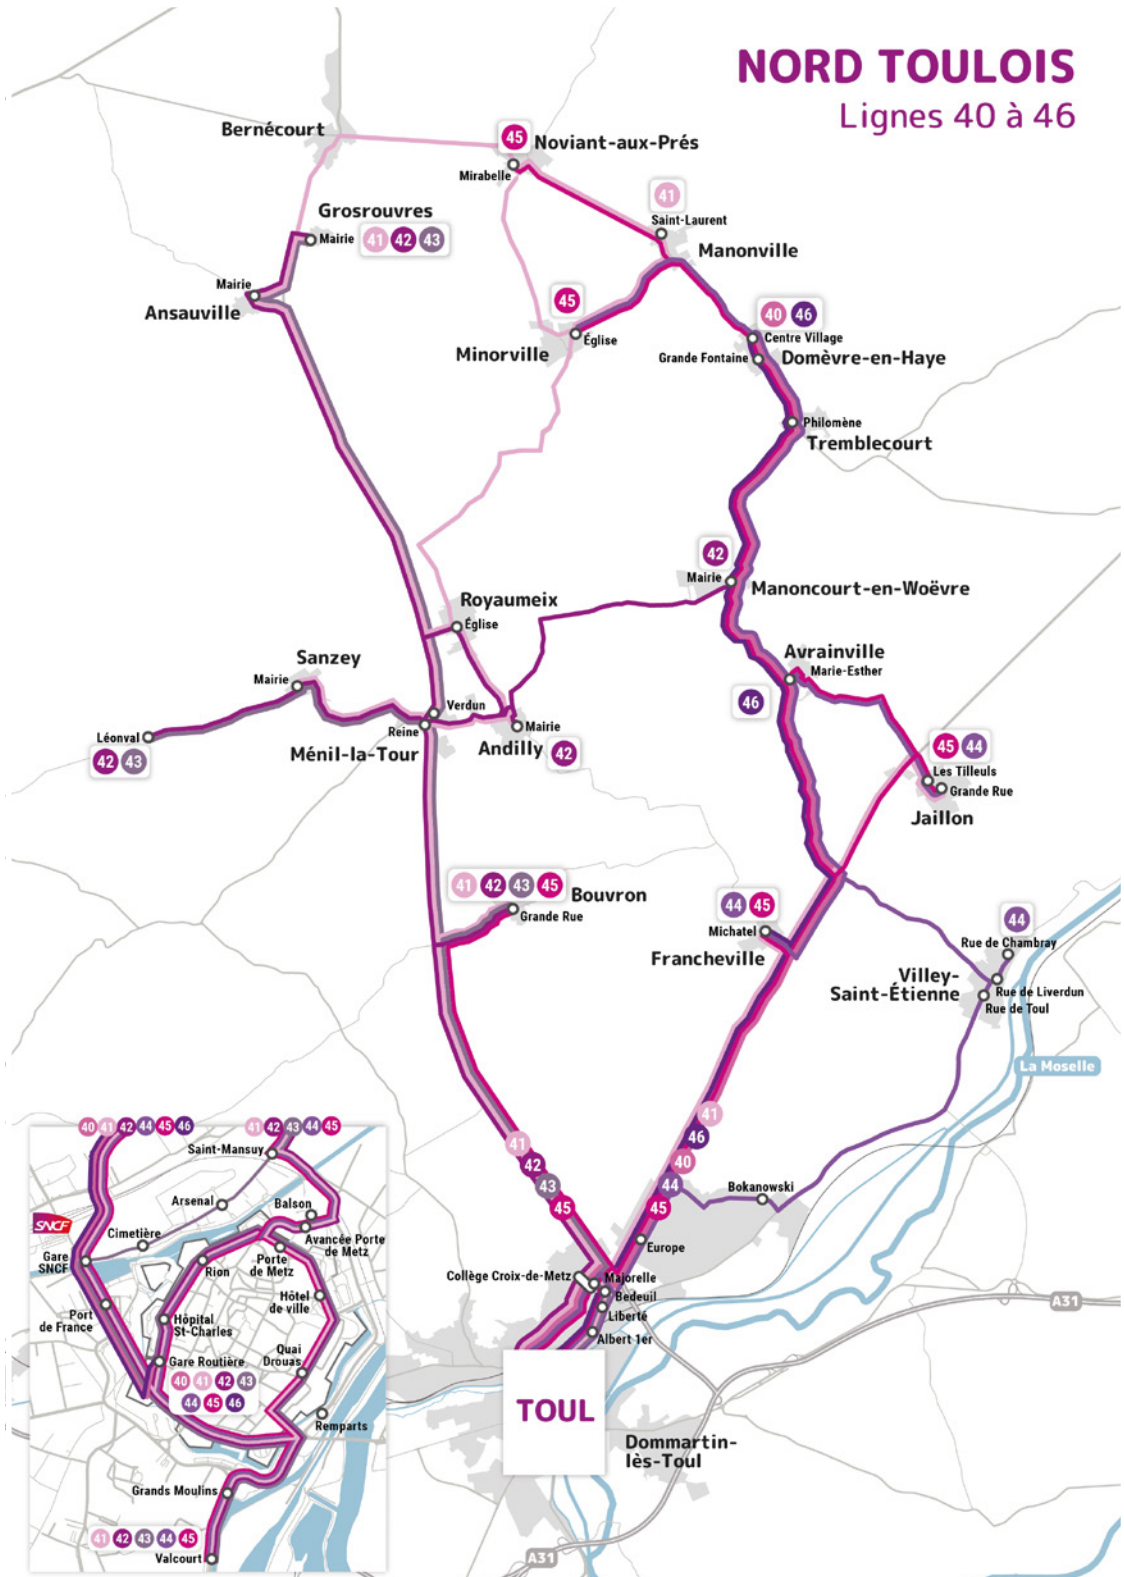 NORD TOULOIS
Lignes 40 à 46
Bernécourt
45
Noviant-aux-Prés
Mirabelle
41
Saint-Laurent
Manonville
Grosrouvres
Mairie
41 42 43
Mairie
Ansauville
45
Église
Minorville
40 46
Centre Village
Grande Fontaine
Domèvre-en-Haye
Philomène
Tremblecourt
42
Mairie
Manoncourt-en-Woëvre
Royaumeix
Église
Avrainville
Marie-Esther
46
Sanzey
Mairie
Verdun
Reine
Ménil-la-Tour
Léonval
42 43
Mairie
Andilly
42
45 44
Les Tilleuls
Grande Rue
Jaillon
41 42 43 45
Bouvron
Grande Rue
44 45
Michatel
Francheville
44
Rue de Chambray
Villey-
Saint-Étienne
Rue de Liverdun
Rue de Toul
La Moselle
41
42
43
45
41
46
40
44
45
Bokanowski
Europe
Collège Croix-de-Metz
Majorelle
Bedeuil
Liberté
Albert 1er
A31
TOUL
Dommartin-
lès-Toul
A31
40 41 42 44 45 46
41 42 43 44 45
Saint-Mansuy
Arsenal
Balson
SNCF
Cimetière
Avancée Porte
de Metz
Gare
SNCF
Rion
Porte
de Metz
Port
de France
Hôpital
St-Charles
Hôtel
de ville
Gare Routière
40 41 42 43
44 45 46
Quai
Drouas
Remparts
Grands Moulins
41 42 43 44 45
Valcourt